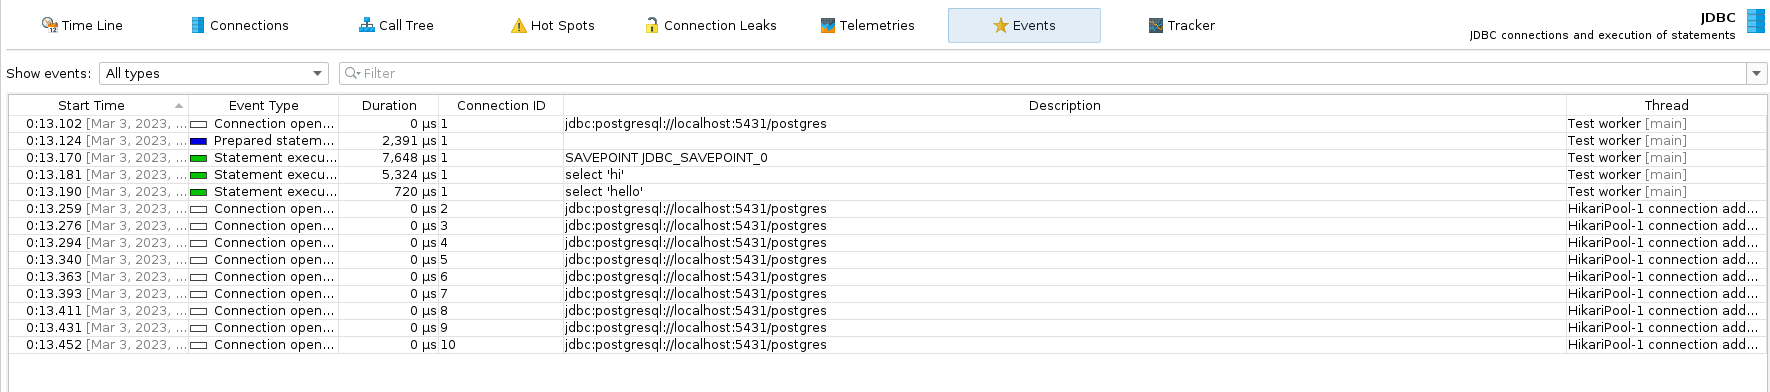 Time Line Connections Call Tree Hot Spots Connection Leaks Telemetries Events Tracker JDBC
JDBC connections and execution of statements
Show events: All types Filter
Start Time Event Type Duration Connection ID Description Thread
0:13.102 [Mar 3, 2023, ... Connection open... 0 µs 1 jdbc:postgresql://localhost:5431/postgres Test worker [main]
0:13.124 [Mar 3, 2023, ... Prepared statem... 2,391 µs 1 Test worker [main]
0:13.170 [Mar 3, 2023, ... Statement execu... 7,648 µs 1 SAVEPOINT JDBC_SAVEPOINT_0 Test worker [main]
0:13.181 [Mar 3, 2023, ... Statement execu... 5,324 µs 1 select 'hi' Test worker [main]
0:13.190 [Mar 3, 2023, ... Statement execu... 720 µs 1 select 'hello' Test worker [main]
0:13.259 [Mar 3, 2023, ... Connection open... 0 µs 2 jdbc:postgresql://localhost:5431/postgres HikariPool-1 connection add...
0:13.276 [Mar 3, 2023, ... Connection open... 0 µs 3 jdbc:postgresql://localhost:5431/postgres HikariPool-1 connection add...
0:13.294 [Mar 3, 2023, ... Connection open... 0 µs 4 jdbc:postgresql://localhost:5431/postgres HikariPool-1 connection add...
0:13.340 [Mar 3, 2023, ... Connection open... 0 µs 5 jdbc:postgresql://localhost:5431/postgres HikariPool-1 connection add...
0:13.363 [Mar 3, 2023, ... Connection open... 0 µs 6 jdbc:postgresql://localhost:5431/postgres HikariPool-1 connection add...
0:13.393 [Mar 3, 2023, ... Connection open... 0 µs 7 jdbc:postgresql://localhost:5431/postgres HikariPool-1 connection add...
0:13.411 [Mar 3, 2023, ... Connection open... 0 µs 8 jdbc:postgresql://localhost:5431/postgres HikariPool-1 connection add...
0:13.431 [Mar 3, 2023, ... Connection open... 0 µs 9 jdbc:postgresql://localhost:5431/postgres HikariPool-1 connection add...
0:13.452 [Mar 3, 2023, ... Connection open... 0 µs 10 jdbc:postgresql://localhost:5431/postgres HikariPool-1 connection add...